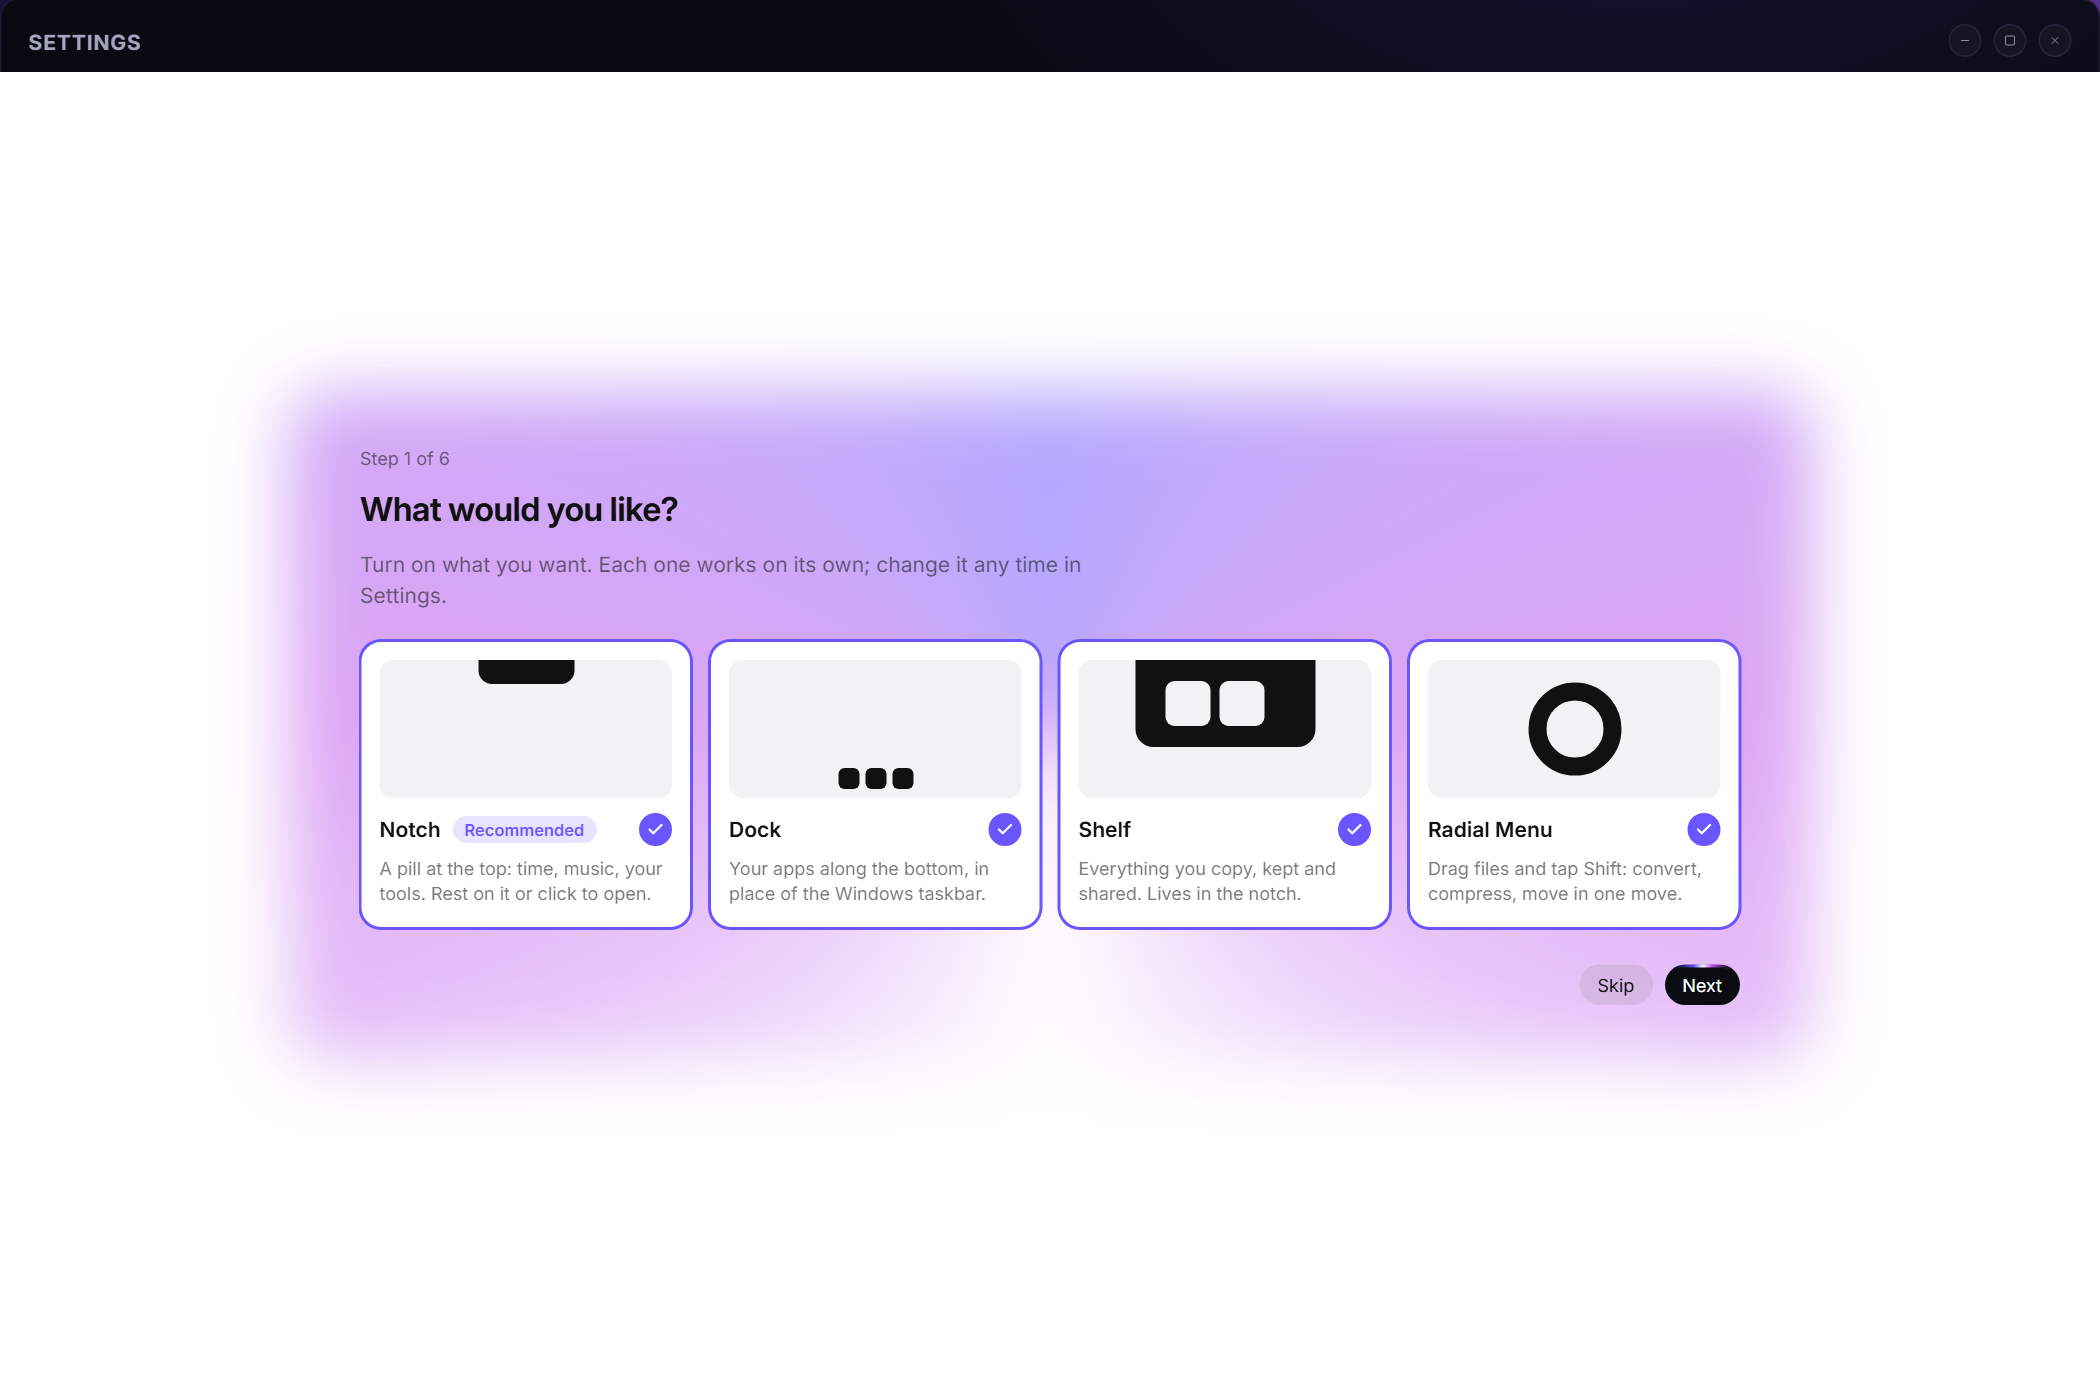 SETTINGS
Step 1 of 6
What would you like?
Turn on what you want. Each one works on its own; change it any time in
Settings.
Notch Recommended
A pill at the top: time, music, your
tools. Rest on it or click to open.
Dock
Your apps along the bottom, in
place of the Windows taskbar.
Shelf
Everything you copy, kept and
shared. Lives in the notch.
Radial Menu
Drag files and tap Shift: convert,
compress, move in one move.
Skip
Next